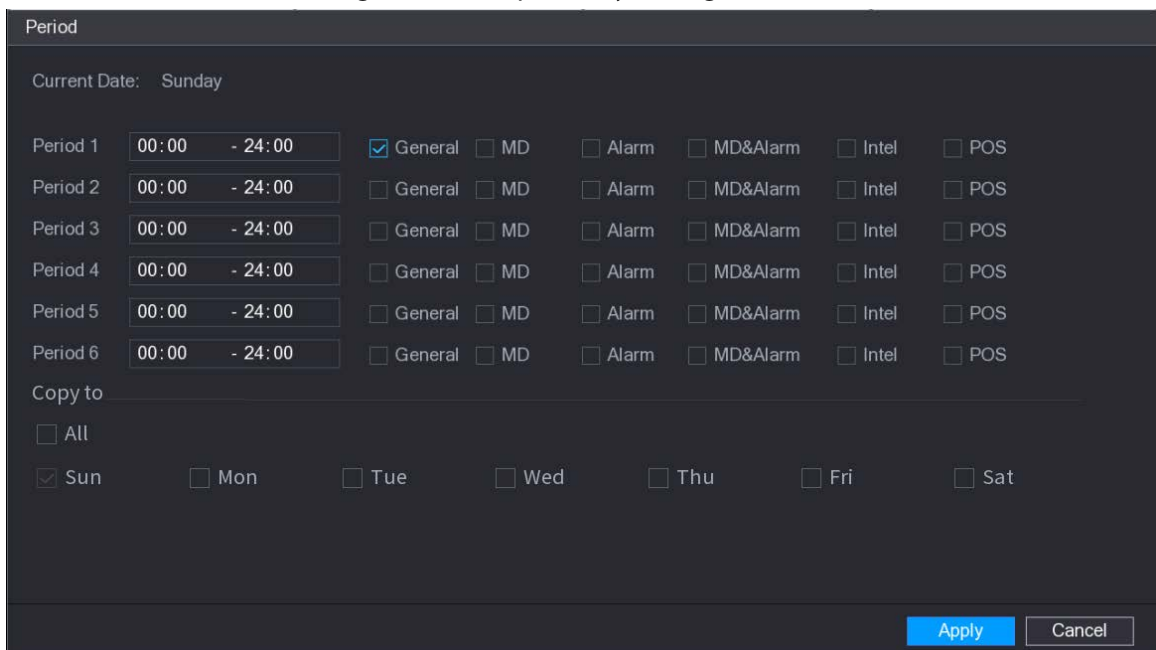 Period
Current Date: Sunday
Period 1 00:00 - 24:00 General MD Alarm MD&Alarm Intel POS
Period 2 00:00 - 24:00 General MD Alarm MD&Alarm Intel POS
Period 3 00:00 - 24:00 General MD Alarm MD&Alarm Intel POS
Period 4 00:00 - 24:00 General MD Alarm MD&Alarm Intel POS
Period 5 00:00 - 24:00 General MD Alarm MD&Alarm Intel POS
Period 6 00:00 - 24:00 General MD Alarm MD&Alarm Intel POS
Copy to
All
Sun Mon Tue Wed Thu Fri Sat
Apply Cancel